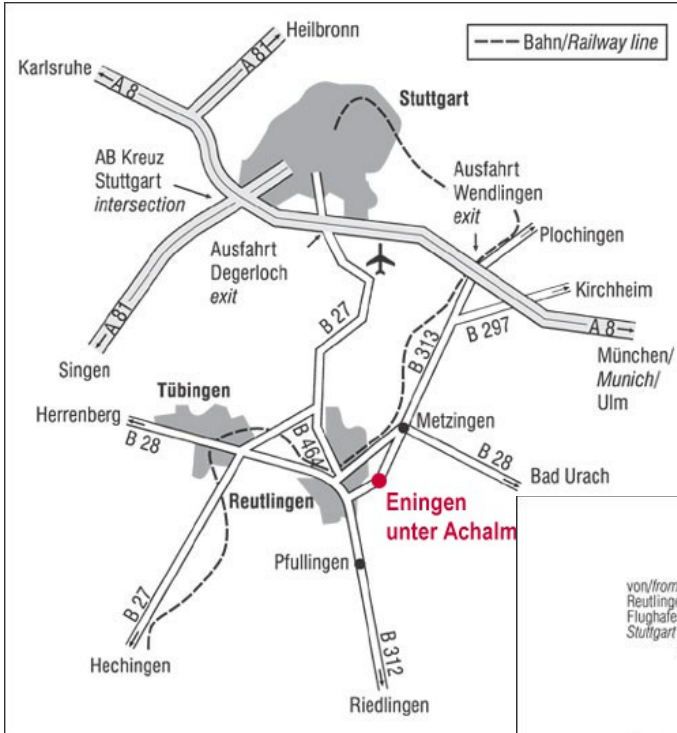 Heilbronn
Bahn/Railway line
Karlsruhe
A 81
A 8
Stuttgart
AB Kreuz
Stuttgart
intersection
Ausfahrt
Wendlingen
exit
Plochingen
Ausfahrt
Degerloch
exit
Kirchheim
B 27
B 313
B 297
A 8
A 81
Singen
München/
Munich/
Ulm
Tübingen
Herrenberg
B 28
B 464
Metzingen
B 28
Bad Urach
Reutlingen
Eningen
unter Achalm
Pfullingen
B 27
B 312
Hechingen
Riedlingen
von/from
Stuttgart